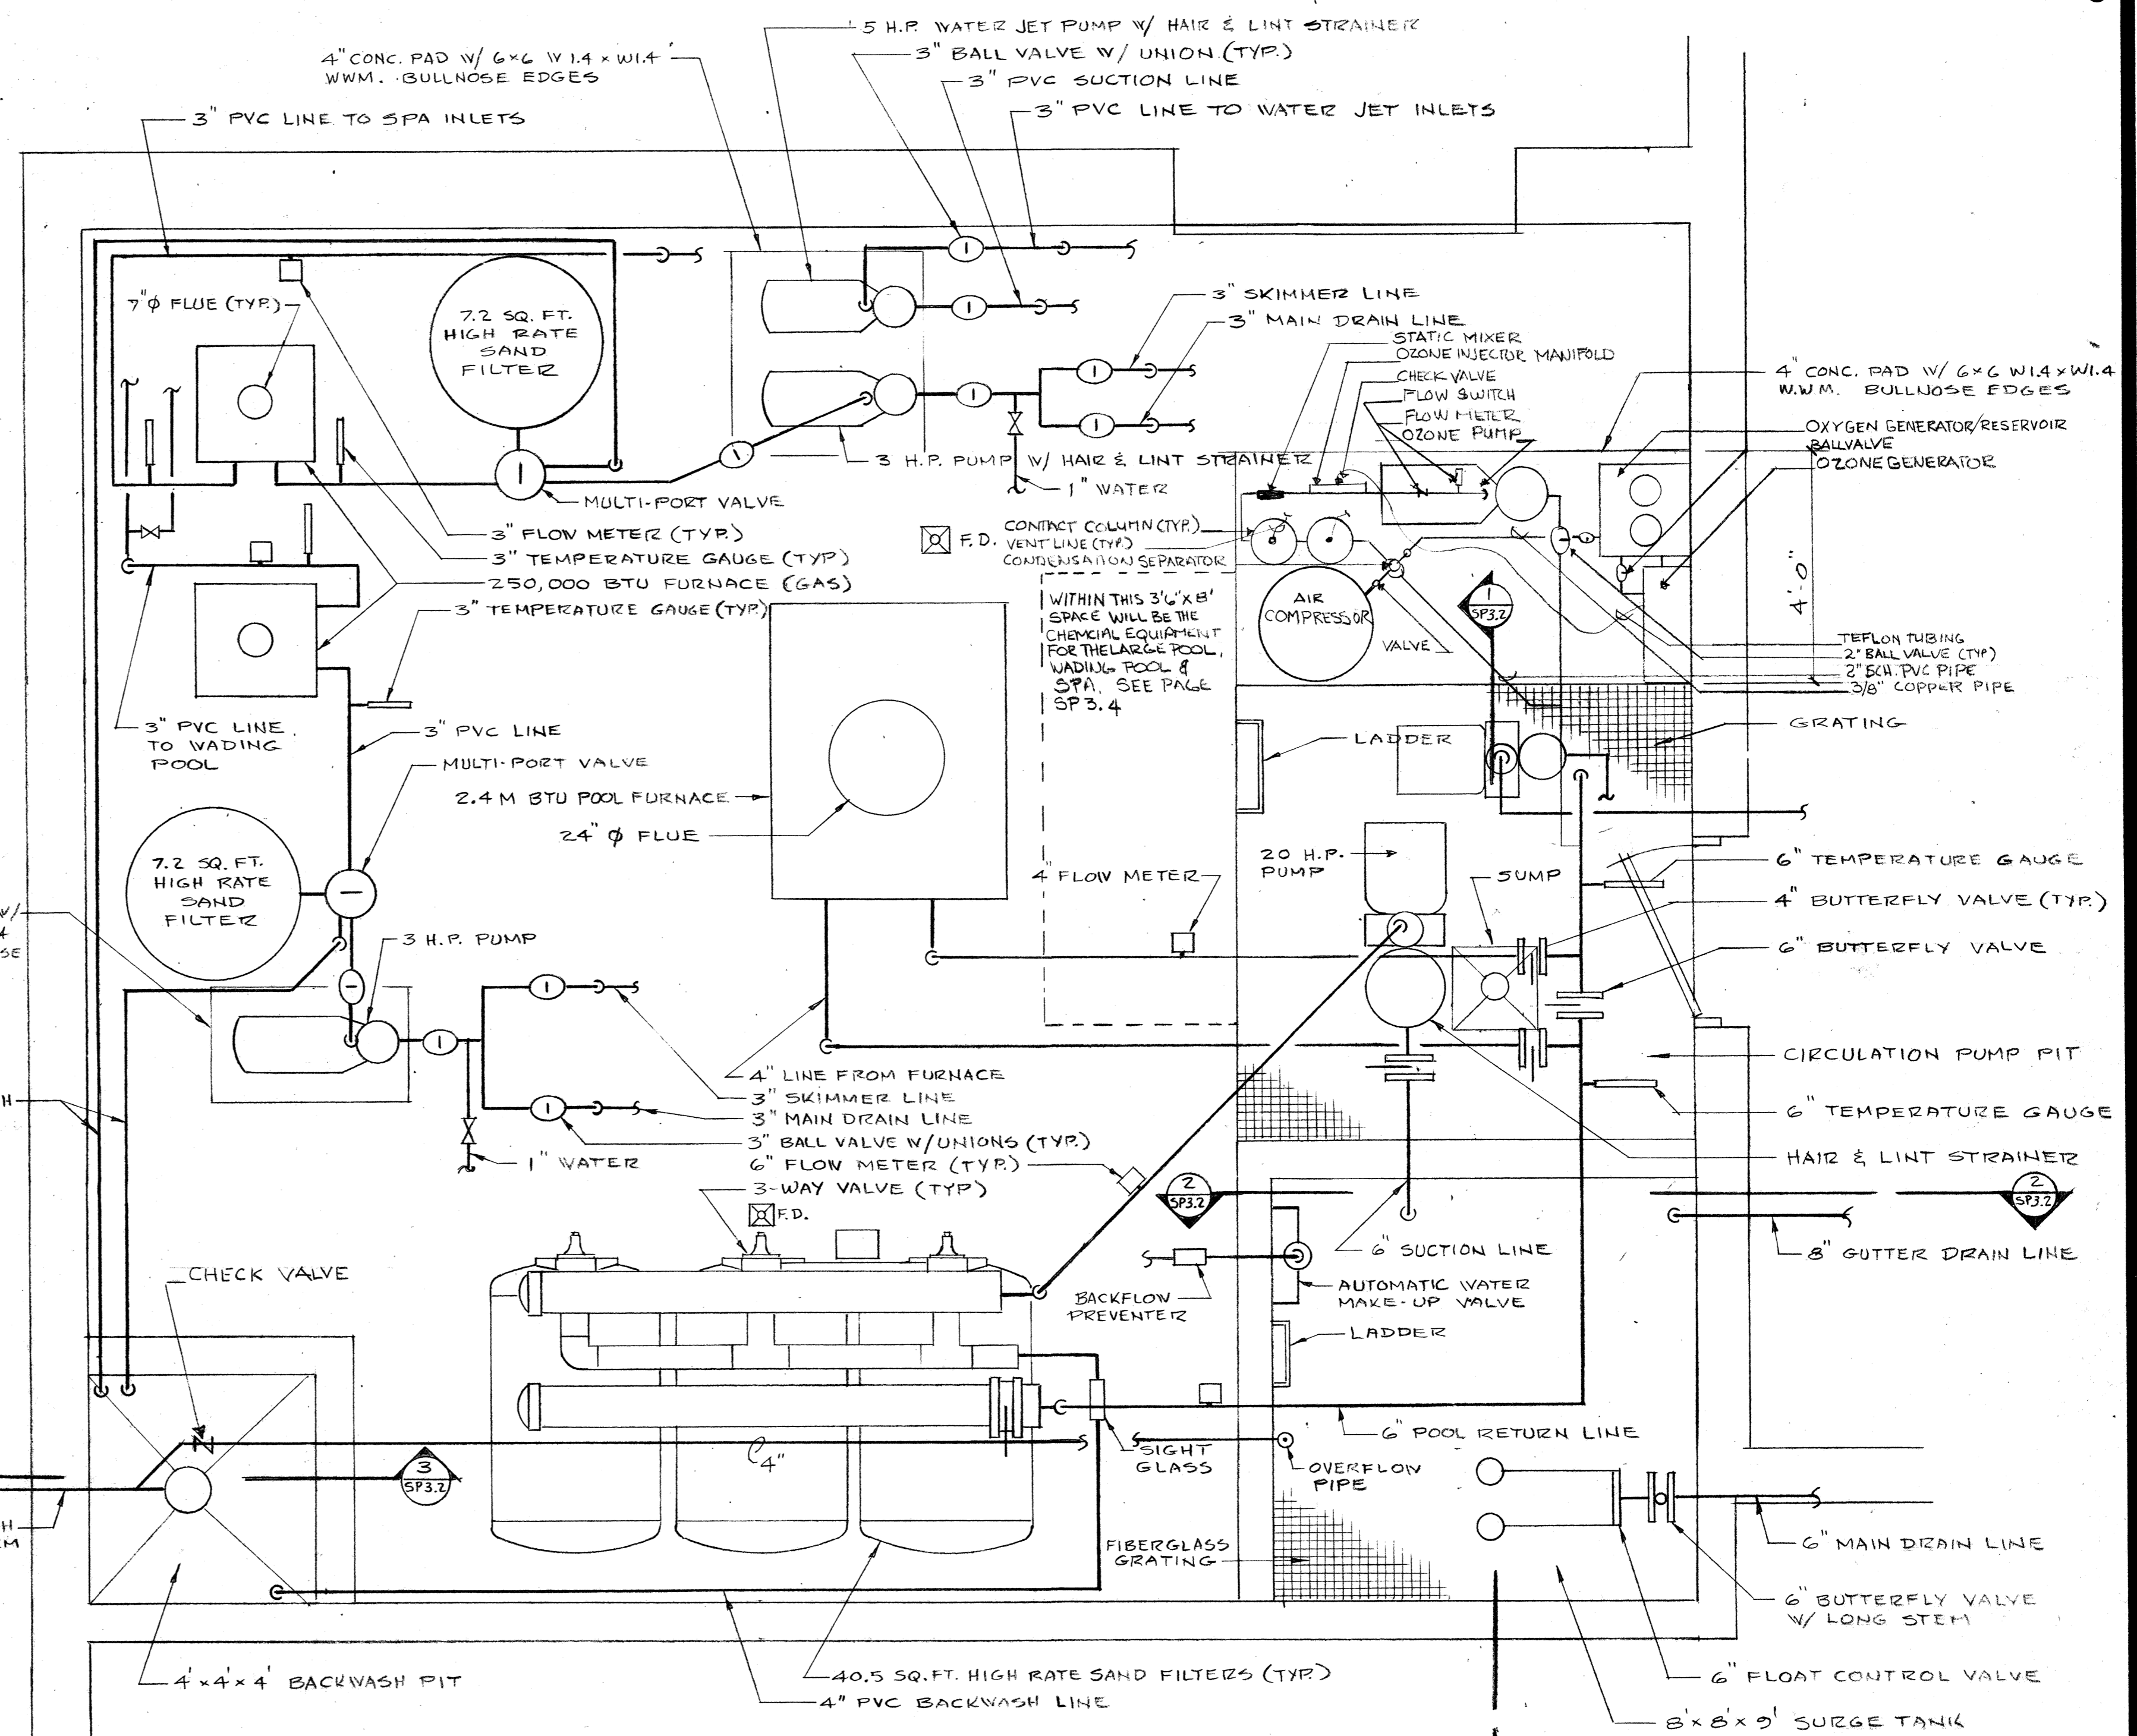 5 H.P. WATER JET PUMP W/ HAIR & LINT STRAINER
3" BALL VALVE W/ UNION (TYP.)
3" PVC SUCTION LINE
3" PVC LINE TO WATER JET INLETS
4" CONC. PAD W/ 6x6 W1.4 x W1.4
WWM. BULLNOSE EDGES
3" PVC LINE TO SPA INLETS
7"φ FLUE (TYP.)
7.2 SQ. FT.
HIGH RATE
SAND
FILTER
3" SKIMMER LINE
3" MAIN DRAIN LINE
STATIC MIXER
OZONE INJECTOR MANIFOLD
CHECK VALVE
FLOW SWITCH
FLOW METER
OZONE PUMP
4" CONC. PAD W/ 6x6 W1.4 x W1.4
W.W.M. BULLNOSE EDGES
OXYGEN GENERATOR/RESERVOIR
BALLVALVE
OZONE GENERATOR
3 H.P. PUMP W/ HAIR & LINT STRAINER
1" WATER
MULTI-PORT VALVE
3" FLOW METER (TYP.)
3" TEMPERATURE GAUGE (TYP)
250,000 BTU FURNACE (GAS)
3" TEMPERATURE GAUGE (TYP.)
F.D.
CONTACT COLUMN (TYP.)
VENT LINE (TYP.)
CONDENSATION SEPARATOR
WITHIN THIS 3'6" X 8'
SPACE WILL BE THE
CHEMCIAL EQUIPMENT
FOR THE LARGE POOL,
WADING POOL &
SPA. SEE PAGE
SP 3.4
AIR
COMPRESSOR
VALVE
1
SP3.2
4'-0"
TEFLON TUBING
2" BALL VALVE (TYP)
2" SCH. PVC PIPE
3/8" COPPER PIPE
GRATING
3" PVC LINE
TO WADING
POOL
3" PVC LINE
MULTI-PORT VALVE
2.4 M BTU POOL FURNACE
24" φ FLUE
LADDER
7.2 SQ. FT.
HIGH RATE
SAND
FILTER
W/
4
SE
3 H.P. PUMP
4" FLOW METER
20 H.P.
PUMP
SUMP
6" TEMPERATURE GAUGE
4" BUTTERFLY VALVE (TYP.)
6" BUTTERFLY VALVE
CIRCULATION PUMP PIT
6" TEMPERATURE GAUGE
HAIR & LINT STRAINER
H
4" LINE FROM FURNACE
3" SKIMMER LINE
3" MAIN DRAIN LINE
3" BALL VALVE W/UNIONS (TYP.)
1" WATER
6" FLOW METER (TYP.)
3-WAY VALVE (TYP)
F.D.
2
SP3.2
2
SP3.2
8" GUTTER DRAIN LINE
6" SUCTION LINE
CHECK VALVE
BACKFLOW
PREVENTER
AUTOMATIC WATER
MAKE-UP VALVE
LADDER
6" POOL RETURN LINE
4"
3
SP3.2
SIGHT
GLASS
OVERFLOW
PIPE
H
EM
FIBERGLASS
GRATING
6" MAIN DRAIN LINE
6" BUTTERFLY VALVE
W/ LONG STEM
4'x4'x4' BACKWASH PIT
40.5 SQ. FT. HIGH RATE SAND FILTERS (TYP.)
4" PVC BACKWASH LINE
6" FLOAT CONTROL VALVE
8'x8'x9' SURGE TANK